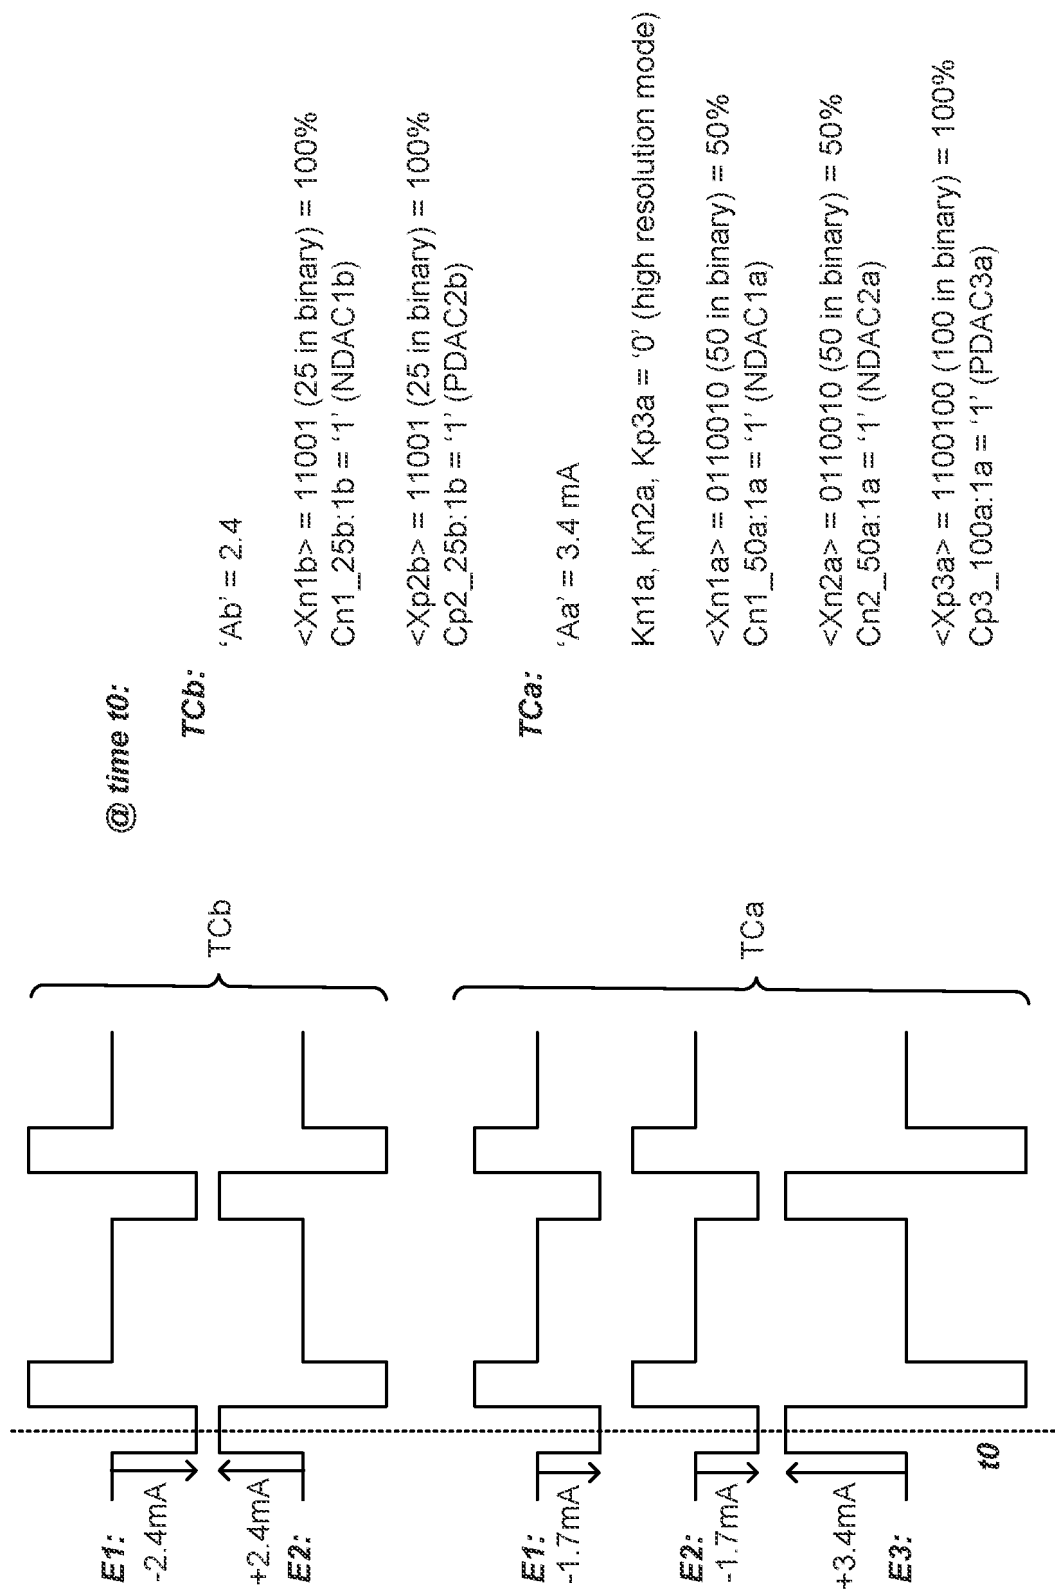 E1:
-2.4mA
+2.4mA
E2:
TCb
E1:
-1.7mA
E2:
-1.7mA
+3.4mA
E3:
TCa
t0
@ time t0:
TCb:
'Ab' = 2.4
<Xn1b> = 11001 (25 in binary) = 100%
Cn1_25b:1b = '1' (NDAC1b)
<Xp2b> = 11001 (25 in binary) = 100%
Cp2_25b:1b = '1' (PDAC2b)
TCa:
'Aa' = 3.4 mA
Kn1a, Kn2a, Kp3a = '0' (high resolution mode)
<Xn1a> = 0110010 (50 in binary) = 50%
Cn1_50a:1a = '1' (NDAC1a)
<Xn2a> = 0110010 (50 in binary) = 50%
Cn2_50a:1a = '1' (NDAC2a)
<Xp3a> = 1100100 (100 in binary) = 100%
Cp3_100a:1a = '1' (PDAC3a)